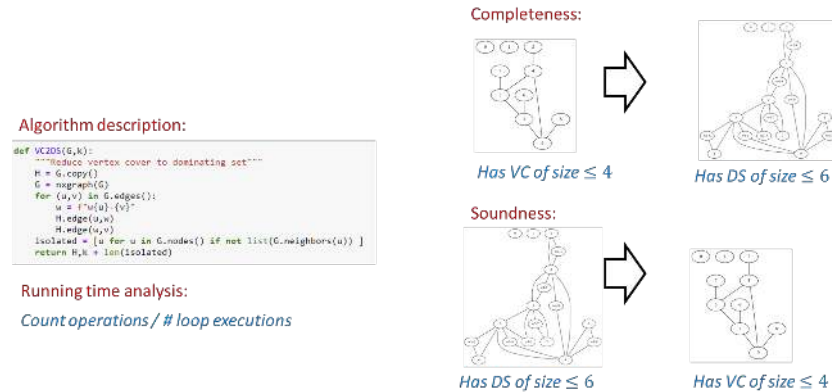 Algorithm description:
def VC2DS(G,k):
"""Reduce vertex cover to dominating set"""
H = G.copy()
G = nxgraph(G)
for (u,v) in G.edges():
w = f"w{u}-{v}"
H.edge(u,w)
H.edge(w,v)
isolated = [u for u in G.nodes() if not list(G.neighbors(u)) ]
return H,k + len(isolated)
Running time analysis:
Count operations / # loop executions
Completeness:
Has VC of size ≤ 4
Has DS of size ≤ 6
Soundness:
Has DS of size ≤ 6
Has VC of size ≤ 4